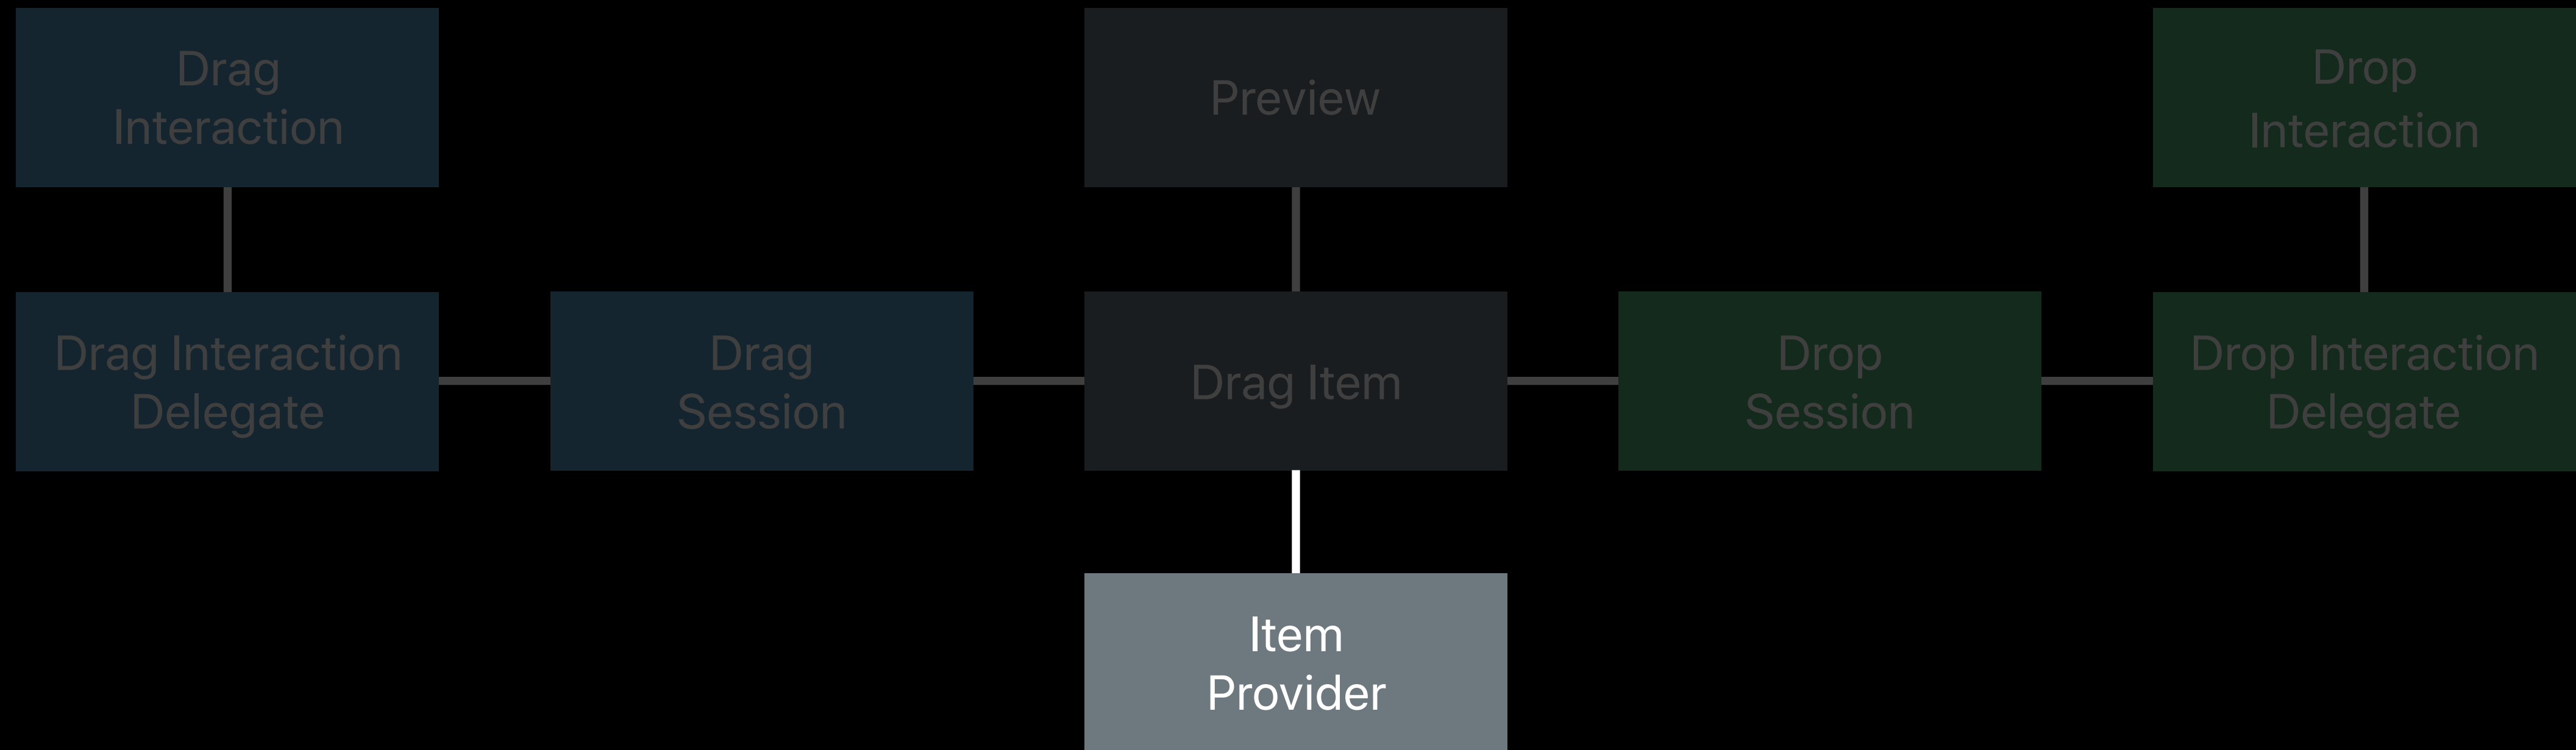 Drag
Interaction
Preview
Drop
Interaction
Drag Interaction
Delegate
Drag
Session
Drag Item
Drop
Session
Drop Interaction
Delegate
Item
Provider